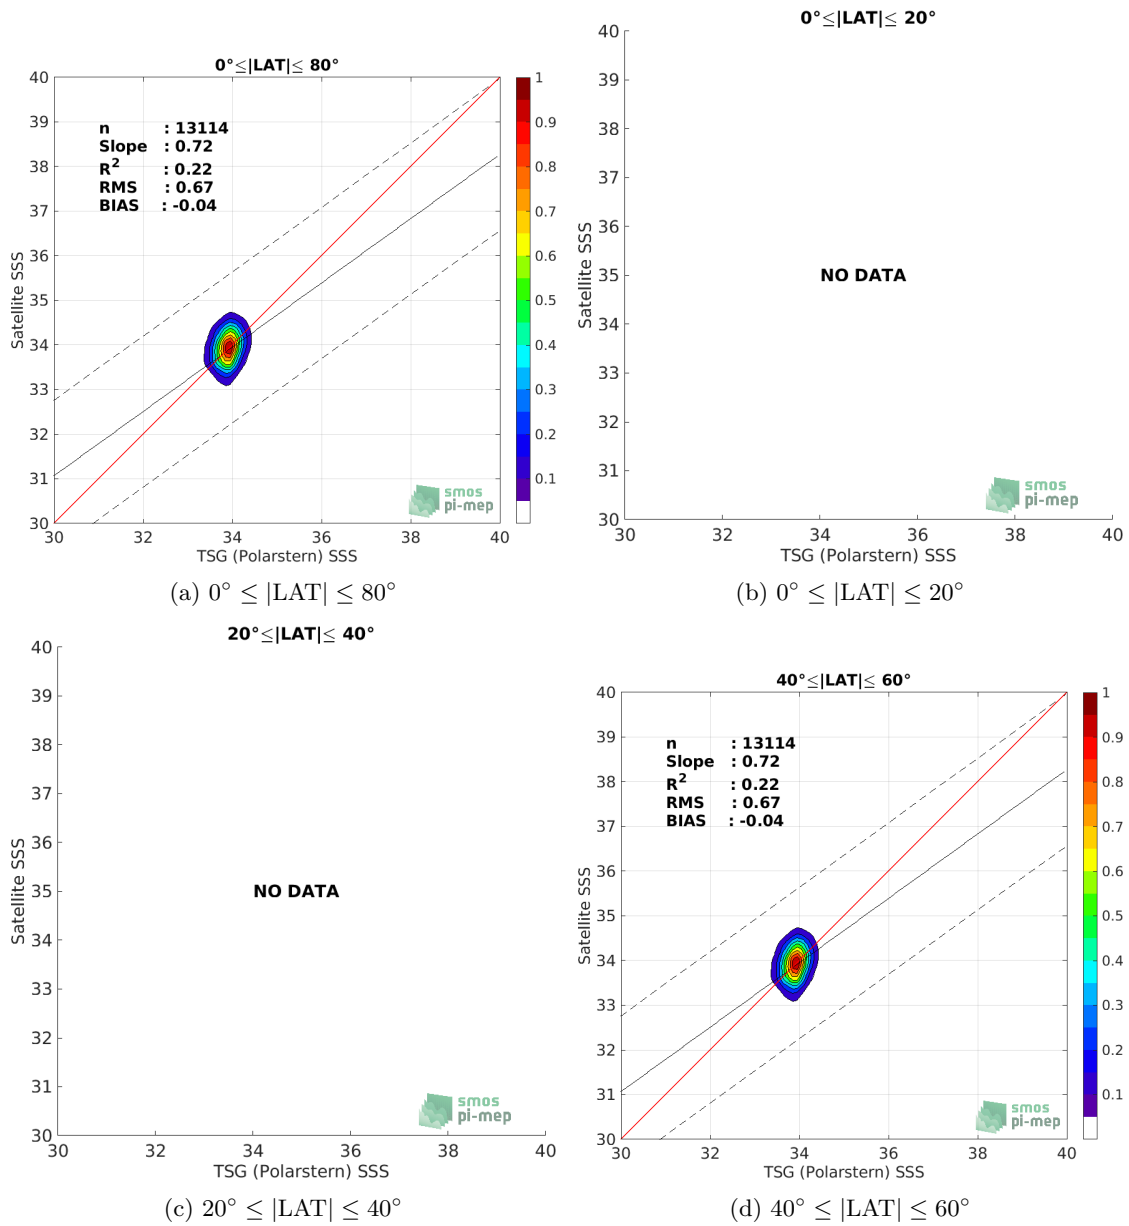 0°≤|LAT|≤ 80°
40
39
38
37
36
35
34
33
32
31
30
30 32 34 36 38 40
Satellite SSS
TSG (Polarstern) SSS
n : 13114
Slope : 0.72
R² : 0.22
RMS : 0.67
BIAS : -0.04
1
0.9
0.8
0.7
0.6
0.5
0.4
0.3
0.2
0.1
smos
pi-mep
(a) 0° ≤ |LAT| ≤ 80°
0°≤|LAT|≤ 20°
40
39
38
37
36
35
34
33
32
31
30
30 32 34 36 38 40
Satellite SSS
TSG (Polarstern) SSS
NO DATA
smos
pi-mep
(b) 0° ≤ |LAT| ≤ 20°
20°≤|LAT|≤ 40°
40
39
38
37
36
35
34
33
32
31
30
30 32 34 36 38 40
Satellite SSS
TSG (Polarstern) SSS
NO DATA
smos
pi-mep
(c) 20° ≤ |LAT| ≤ 40°
40°≤|LAT|≤ 60°
40
39
38
37
36
35
34
33
32
31
30
30 32 34 36 38 40
Satellite SSS
TSG (Polarstern) SSS
n : 13114
Slope : 0.72
R² : 0.22
RMS : 0.67
BIAS : -0.04
1
0.9
0.8
0.7
0.6
0.5
0.4
0.3
0.2
0.1
smos
pi-mep
(d) 40° ≤ |LAT| ≤ 60°